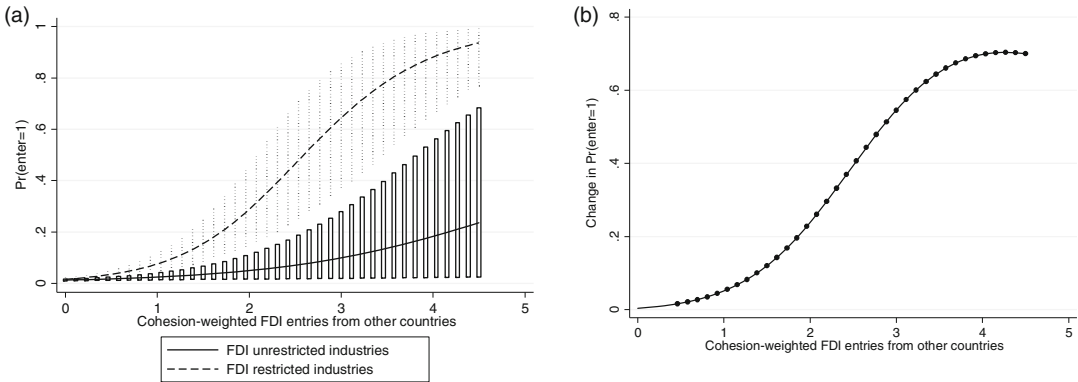 (a)
Pr(enter=1)
1
.8
.6
.4
.2
0
0 1 2 3 4 5
Cohesion-weighted FDI entries from other countries
FDI unrestricted industries
FDI restricted industries
(b)
Change in Pr(enter=1)
.8
.6
.4
.2
0
0 1 2 3 4 5
Cohesion-weighted FDI entries from other countries